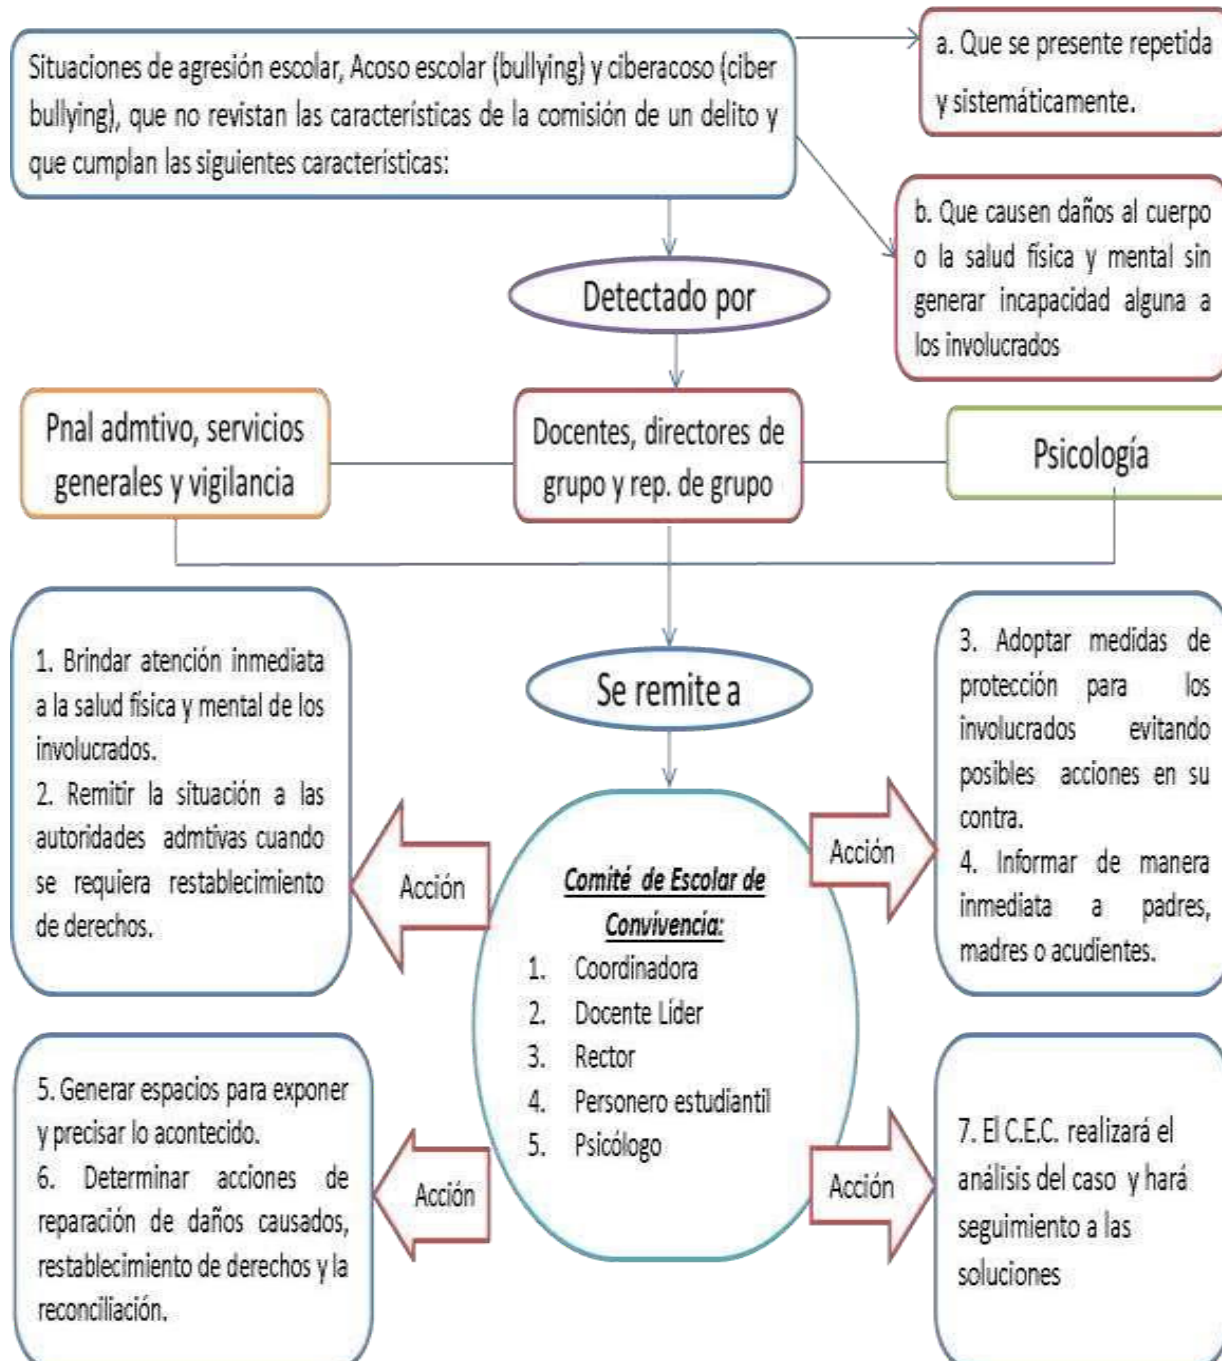 Situaciones de agresión escolar, Acoso escolar (bullying) y ciberacoso (ciber
bullying), que no revistan las características de la comisión de un delito y
que cumplan las siguientes características:
a. Que se presente repetida
y sistemáticamente.
b. Que causen daños al cuerpo
o la salud física y mental sin
generar incapacidad alguna a
los involucrados
Detectado por
Pnal admtivo, servicios
generales y vigilancia
Docentes, directores de
grupo y rep. de grupo
Psicología
Se remite a
1. Brindar atención inmediata
a la salud física y mental de los
involucrados.
2. Remitir la situación a las
autoridades admtivas cuando
se requiera restablecimiento
de derechos.
Acción
Comité de Escolar de
Convivencia:
1. Coordinadora
2. Docente Líder
3. Rector
4. Personero estudiantil
5. Psicólogo
Acción
3. Adoptar medidas de
protección para los
involucrados evitando
posibles acciones en su
contra.
4. Informar de manera
inmediata a padres,
madres o acudientes.
5. Generar espacios para exponer
y precisar lo acontecido.
6. Determinar acciones de
reparación de daños causados,
restablecimiento de derechos y la
reconciliación.
Acción
Acción
7. El C.E.C. realizará el
análisis del caso y hará
seguimiento a las
soluciones